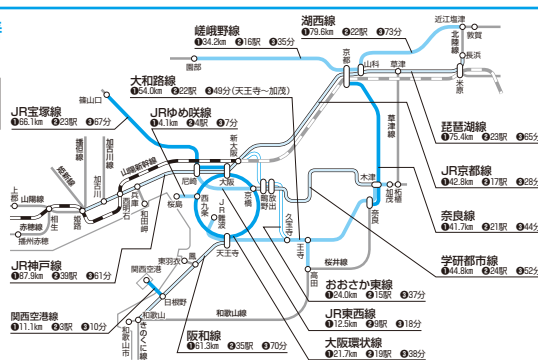 嵯峨野線
❶34.2km ❷16駅 ❸35分
湖西線
❶79.6km ❷22駅 ❸73分
近江塩津
敦賀
北陸線
長浜
米原
京都
山科
草津
草津線
園部
大和路線
❶54.0km ❷22駅 ❸49分(天王寺〜加茂)
篠山口
JR宝塚線
❶66.1km ❷23駅 ❸67分
JRゆめ咲線
❶4.1km ❷4駅 ❸7分
琵琶湖線
❶75.4km ❷23駅 ❸65分
JR京都線
❶42.8km ❷17駅 ❸28分
奈良線
❶41.7km ❷21駅 ❸44分
学研都市線
❶44.8km ❷24駅 ❸52分
おおさか東線
❶24.0km ❷15駅 ❸37分
JR東西線
❶12.5km ❷9駅 ❸18分
大阪環状線
❶21.7km ❷19駅 ❸38分
阪和線
❶61.3km ❷35駅 ❸70分
関西空港線
❶11.1km ❷3駅 ❸10分
JR神戸線
❶87.9km ❷39駅 ❸61分
播但線
加古川線
姫新線
山陽新幹線
上郡
山陽線
赤穂線
播州赤穂
相生
姫路
加古川
西明石
兵庫
和田岬
新大阪
尼崎
大阪
京橋
鴫野
放出
桜島
西九条
JR難波
天王寺
久宝寺
王寺
高田
奈良
木津
加茂
柘植
桜井線
和歌山線
鳳
東羽衣
関西空港
日根野
和歌山
和歌山市
きのくに線